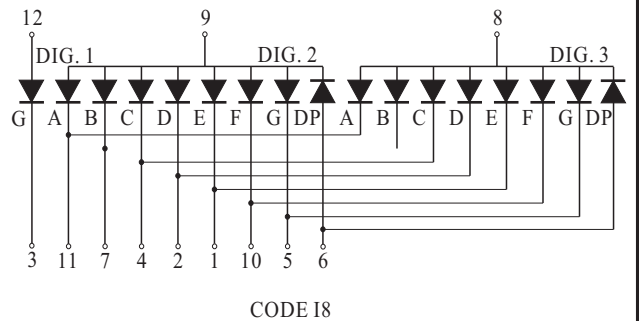 12 9 8
DIG. 1 DIG. 2 DIG. 3
G A B C D E F G DP A B C D E F G DP
3 11 7 4 2 1 10 5 6
CODE I8